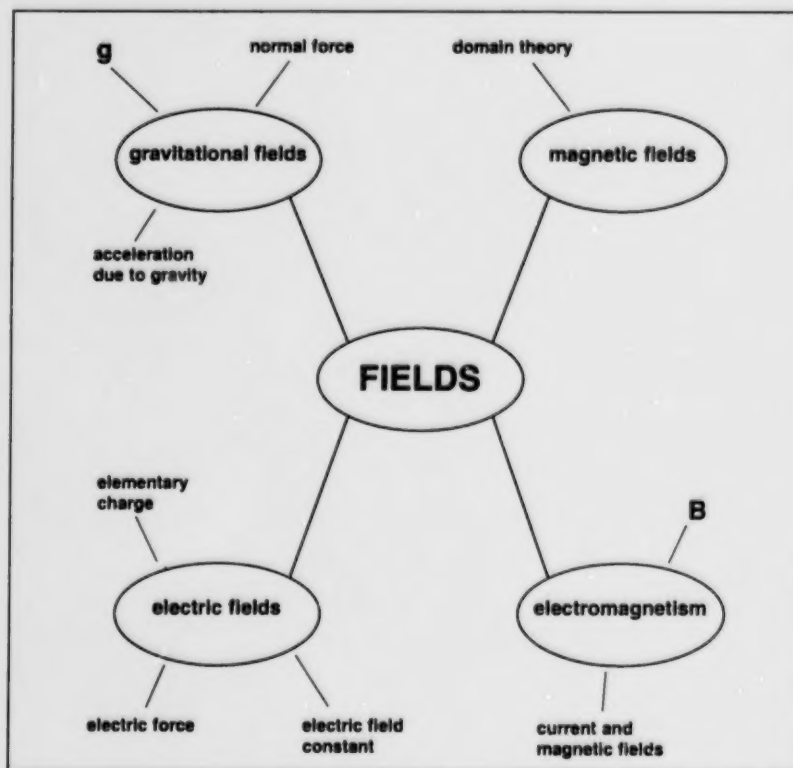 g
normal force
domain theory
gravitational fields
magnetic fields
acceleration
due to gravity
FIELDS
elementary
charge
B
electric fields
electromagnetism
electric force
electric field
constant
current and
magnetic fields